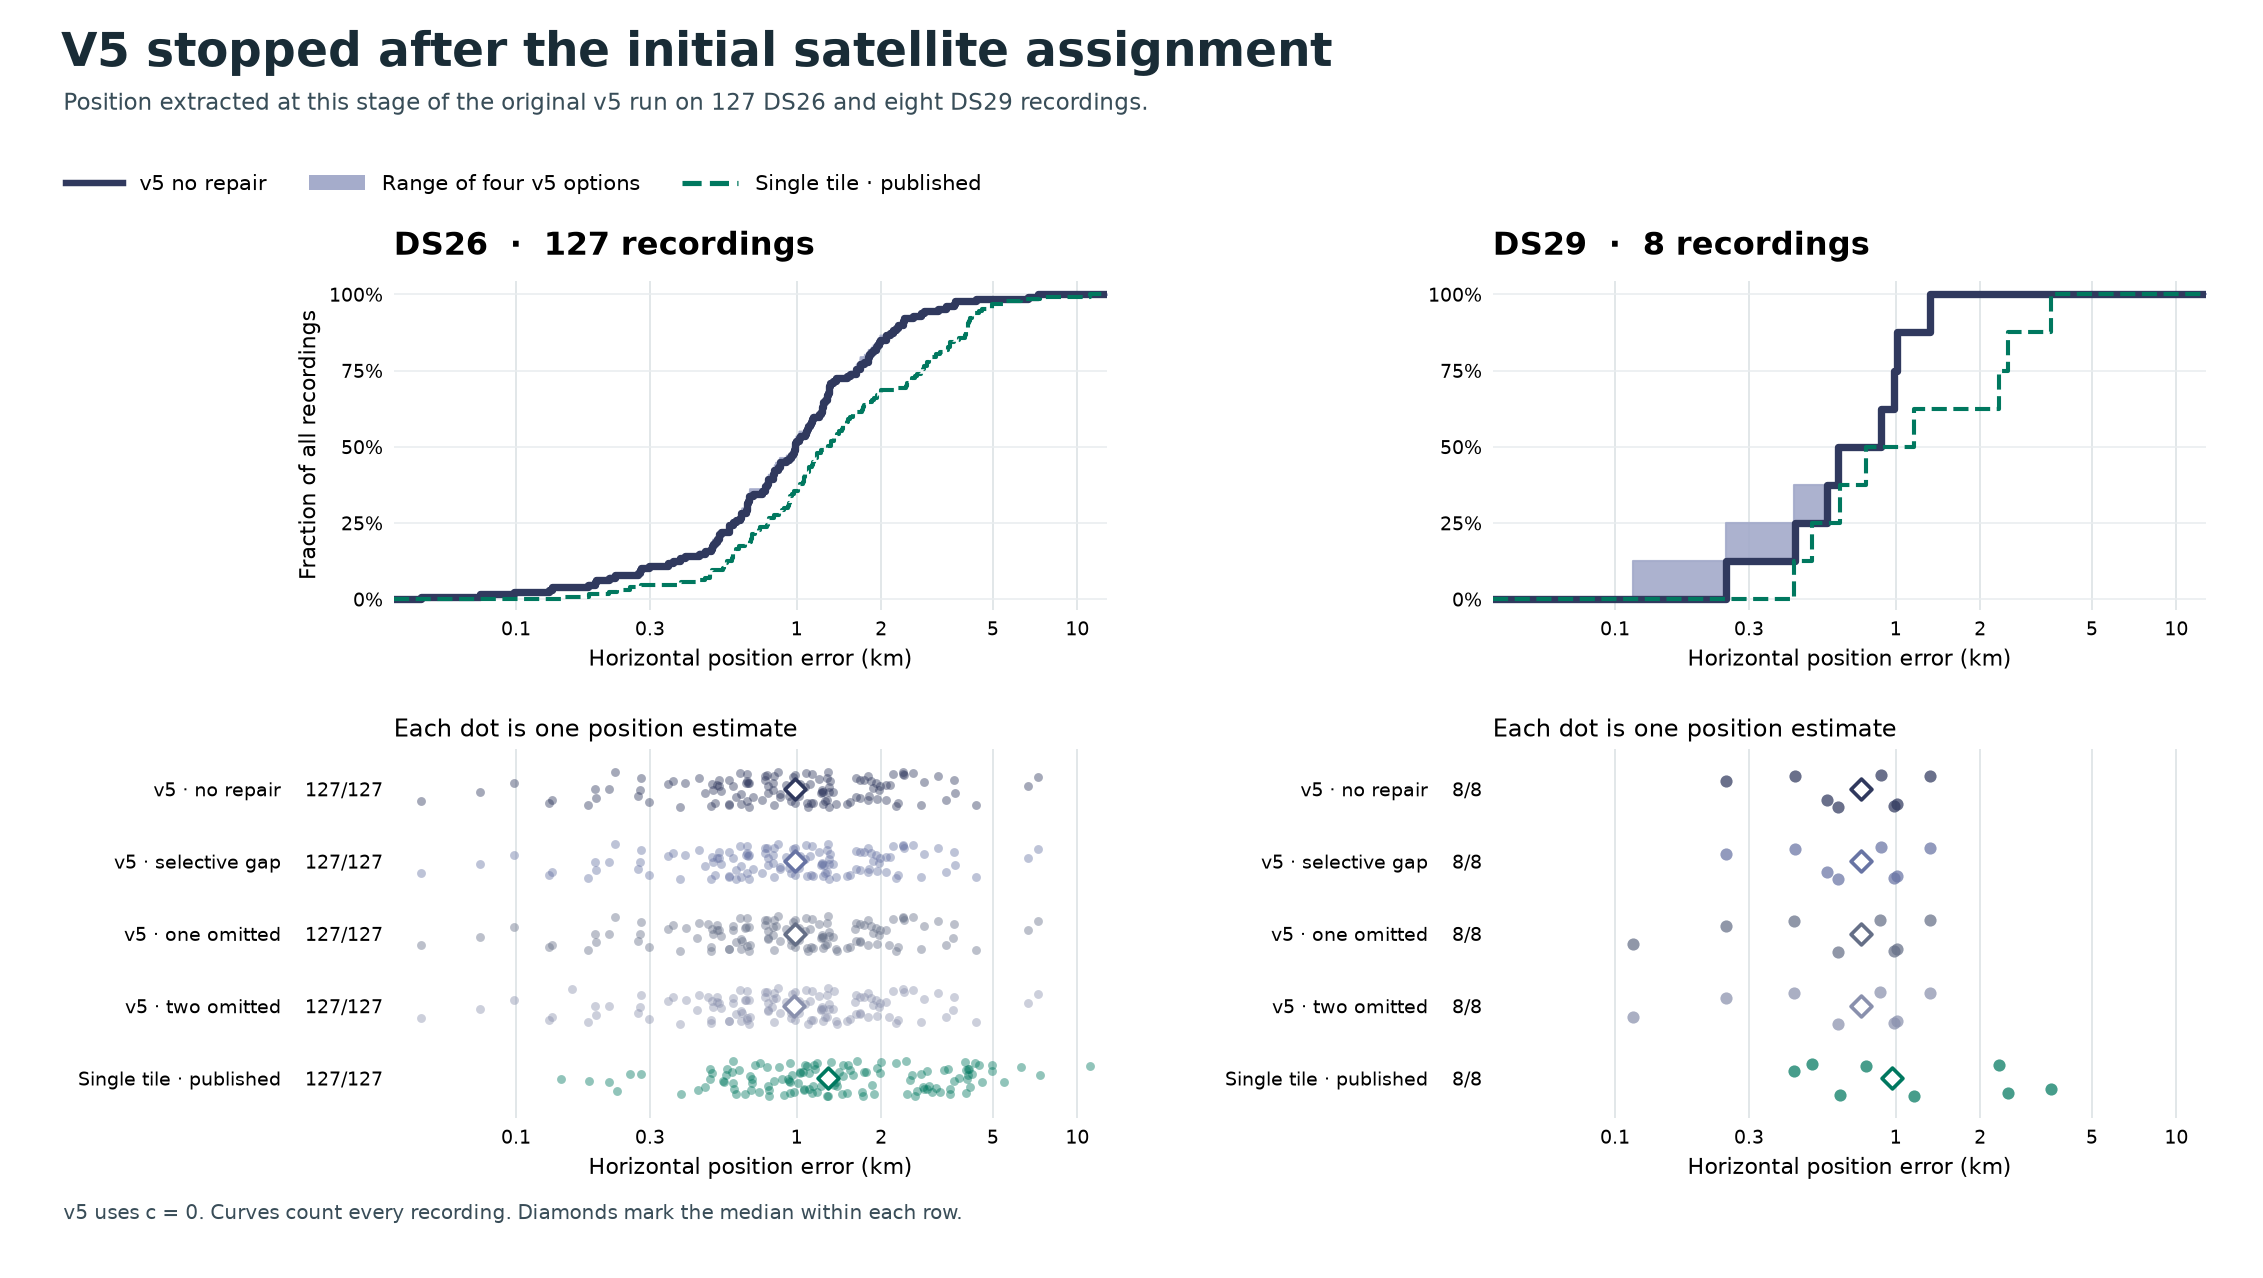 V5 stopped after the initial satellite assignment
Position extracted at this stage of the original v5 run on 127 DS26 and eight DS29 recordings.
v5 no repair
Range of four v5 options
Single tile · published
DS26 · 127 recordings
100%
75%
50%
25%
0%
Fraction of all recordings
0.1 0.3 1 2 5 10
Horizontal position error (km)
DS29 · 8 recordings
100%
75%
50%
25%
0%
0.1 0.3 1 2 5 10
Horizontal position error (km)
Each dot is one position estimate
v5 · no repair 127/127
v5 · selective gap 127/127
v5 · one omitted 127/127
v5 · two omitted 127/127
Single tile · published 127/127
0.1 0.3 1 2 5 10
Horizontal position error (km)
Each dot is one position estimate
v5 · no repair 8/8
v5 · selective gap 8/8
v5 · one omitted 8/8
v5 · two omitted 8/8
Single tile · published 8/8
0.1 0.3 1 2 5 10
Horizontal position error (km)
v5 uses c = 0. Curves count every recording. Diamonds mark the median within each row.